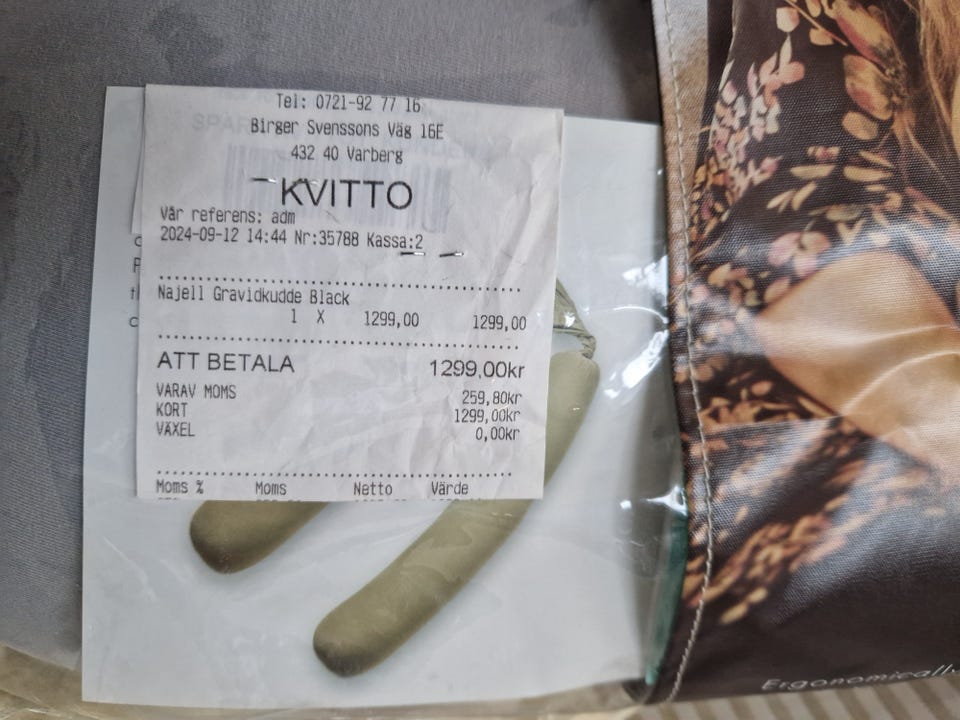 Tel: 0721-92 77 16
Birger Svenssons Väg 16E
432 40 Varberg
KVITTO
Vår referens: adm
2024-09-12 14:44 Nr:35788 Kassa:2
Najell Gravidkudde Black
1 X 1299,00 1299,00
ATT BETALA 1299,00kr
VARAV MOMS 259,80kr
KORT 1299,00kr
VÄXEL 0,00kr
Moms % Moms Netto Värde
Ergonomically